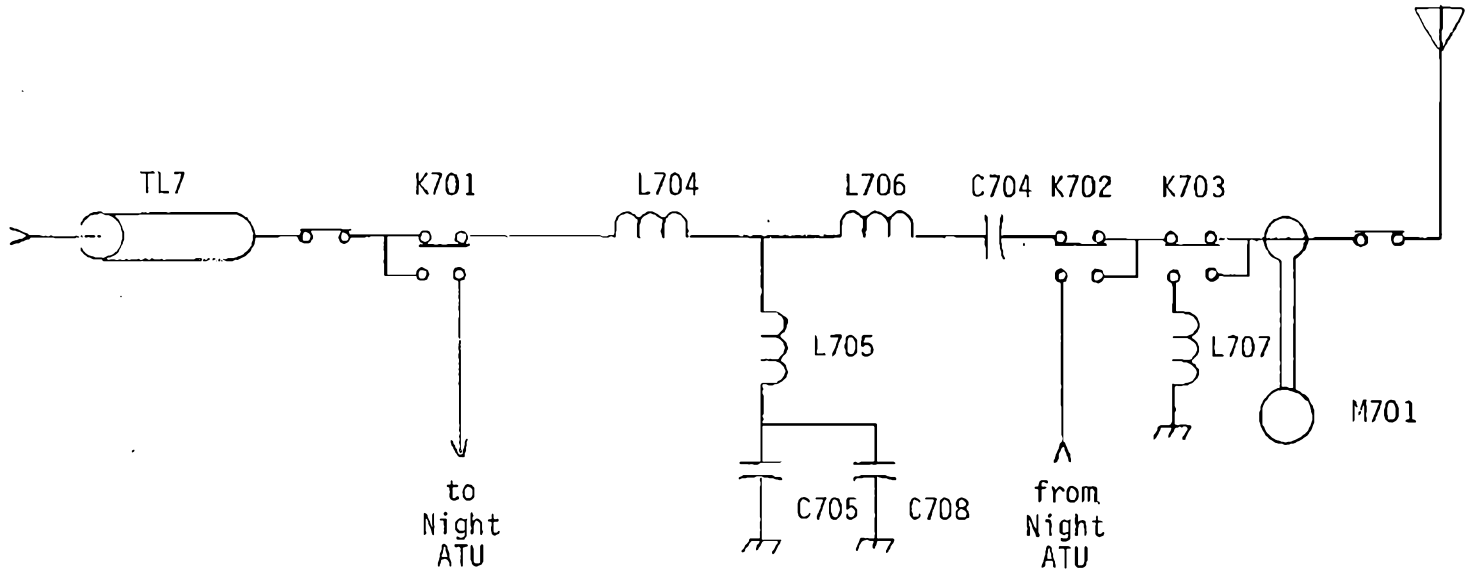 TL7
K701
L704
L706
C704
K702
K703
L705
L707
M701
C705
C708
to
Night
ATU
from
Night
ATU